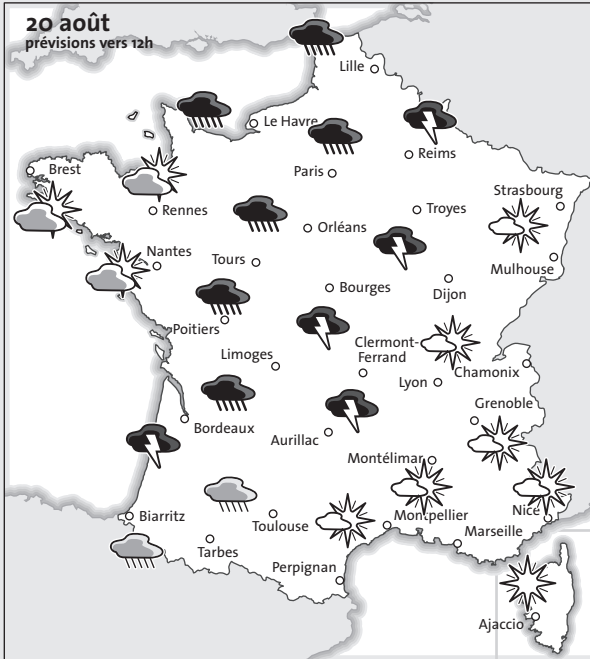 20 août
prévisions vers 12h
Lille
Le Havre
Reims
Paris
Brest
Strasbourg
Rennes
Troyes
Orléans
Nantes
Tours
Mulhouse
Dijon
Bourges
Poitiers
Clermont-
Ferrand
Limoges
Chamonix
Lyon
Grenoble
Bordeaux
Aurillac
Montélimar
Nice
Biarritz
Toulouse
Montpellier
Marseille
Tarbes
Perpignan
Ajaccio